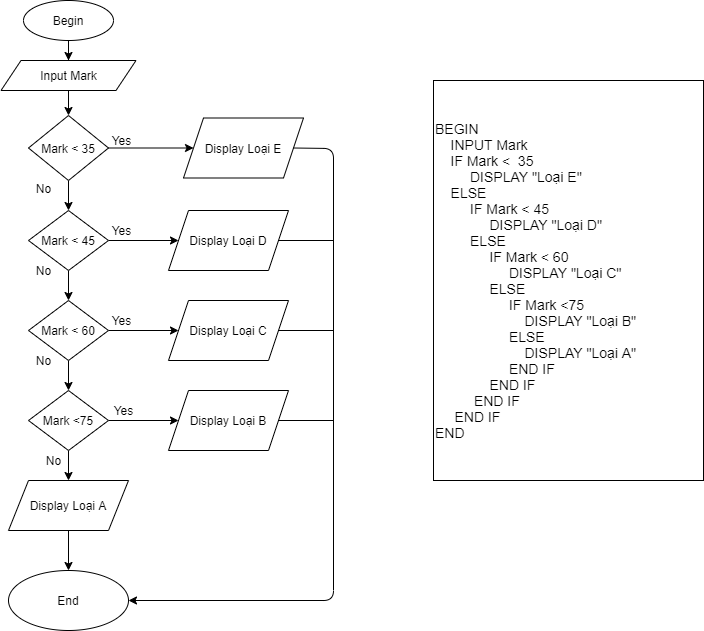 Begin
Input Mark
Mark < 35
Yes
Display Loại E
No
Mark < 45
Yes
Display Loại D
No
Mark < 60
Yes
Display Loại C
No
Mark <75
Yes
Display Loại B
No
Display Loại A
End
BEGIN
INPUT Mark
IF Mark < 35
DISPLAY "Loại E"
ELSE
IF Mark < 45
DISPLAY "Loại D"
ELSE
IF Mark < 60
DISPLAY "Loại C"
ELSE
IF Mark <75
DISPLAY "Loại B"
ELSE
DISPLAY "Loại A"
END IF
END IF
END IF
END IF
END